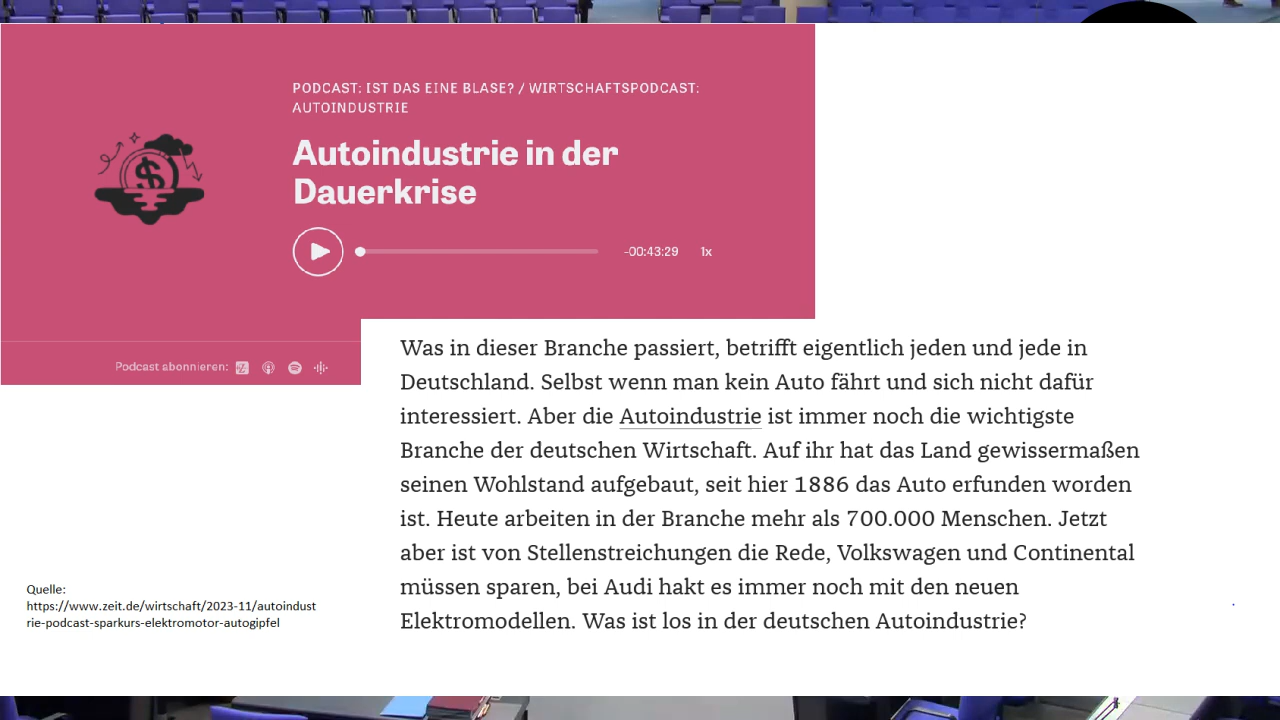 PODCAST: IST DAS EINE BLASE? / WIRTSCHAFTSPODCAST:
AUTOINDUSTRIE
Autoindustrie in der
Dauerkrise
-00:43:29 1x
Podcast abonnieren:
Was in dieser Branche passiert, betrifft eigentlich jeden und jede in
Deutschland. Selbst wenn man kein Auto fährt und sich nicht dafür
interessiert. Aber die Autoindustrie ist immer noch die wichtigste
Branche der deutschen Wirtschaft. Auf ihr hat das Land gewissermaßen
seinen Wohlstand aufgebaut, seit hier 1886 das Auto erfunden worden
ist. Heute arbeiten in der Branche mehr als 700.000 Menschen. Jetzt
aber ist von Stellenstreichungen die Rede, Volkswagen und Continental
müssen sparen, bei Audi hakt es immer noch mit den neuen
Elektromodellen. Was ist los in der deutschen Autoindustrie?
Quelle:
https://www.zeit.de/wirtschaft/2023-11/autoindust
rie-podcast-sparkurs-elektromotor-autogipfel